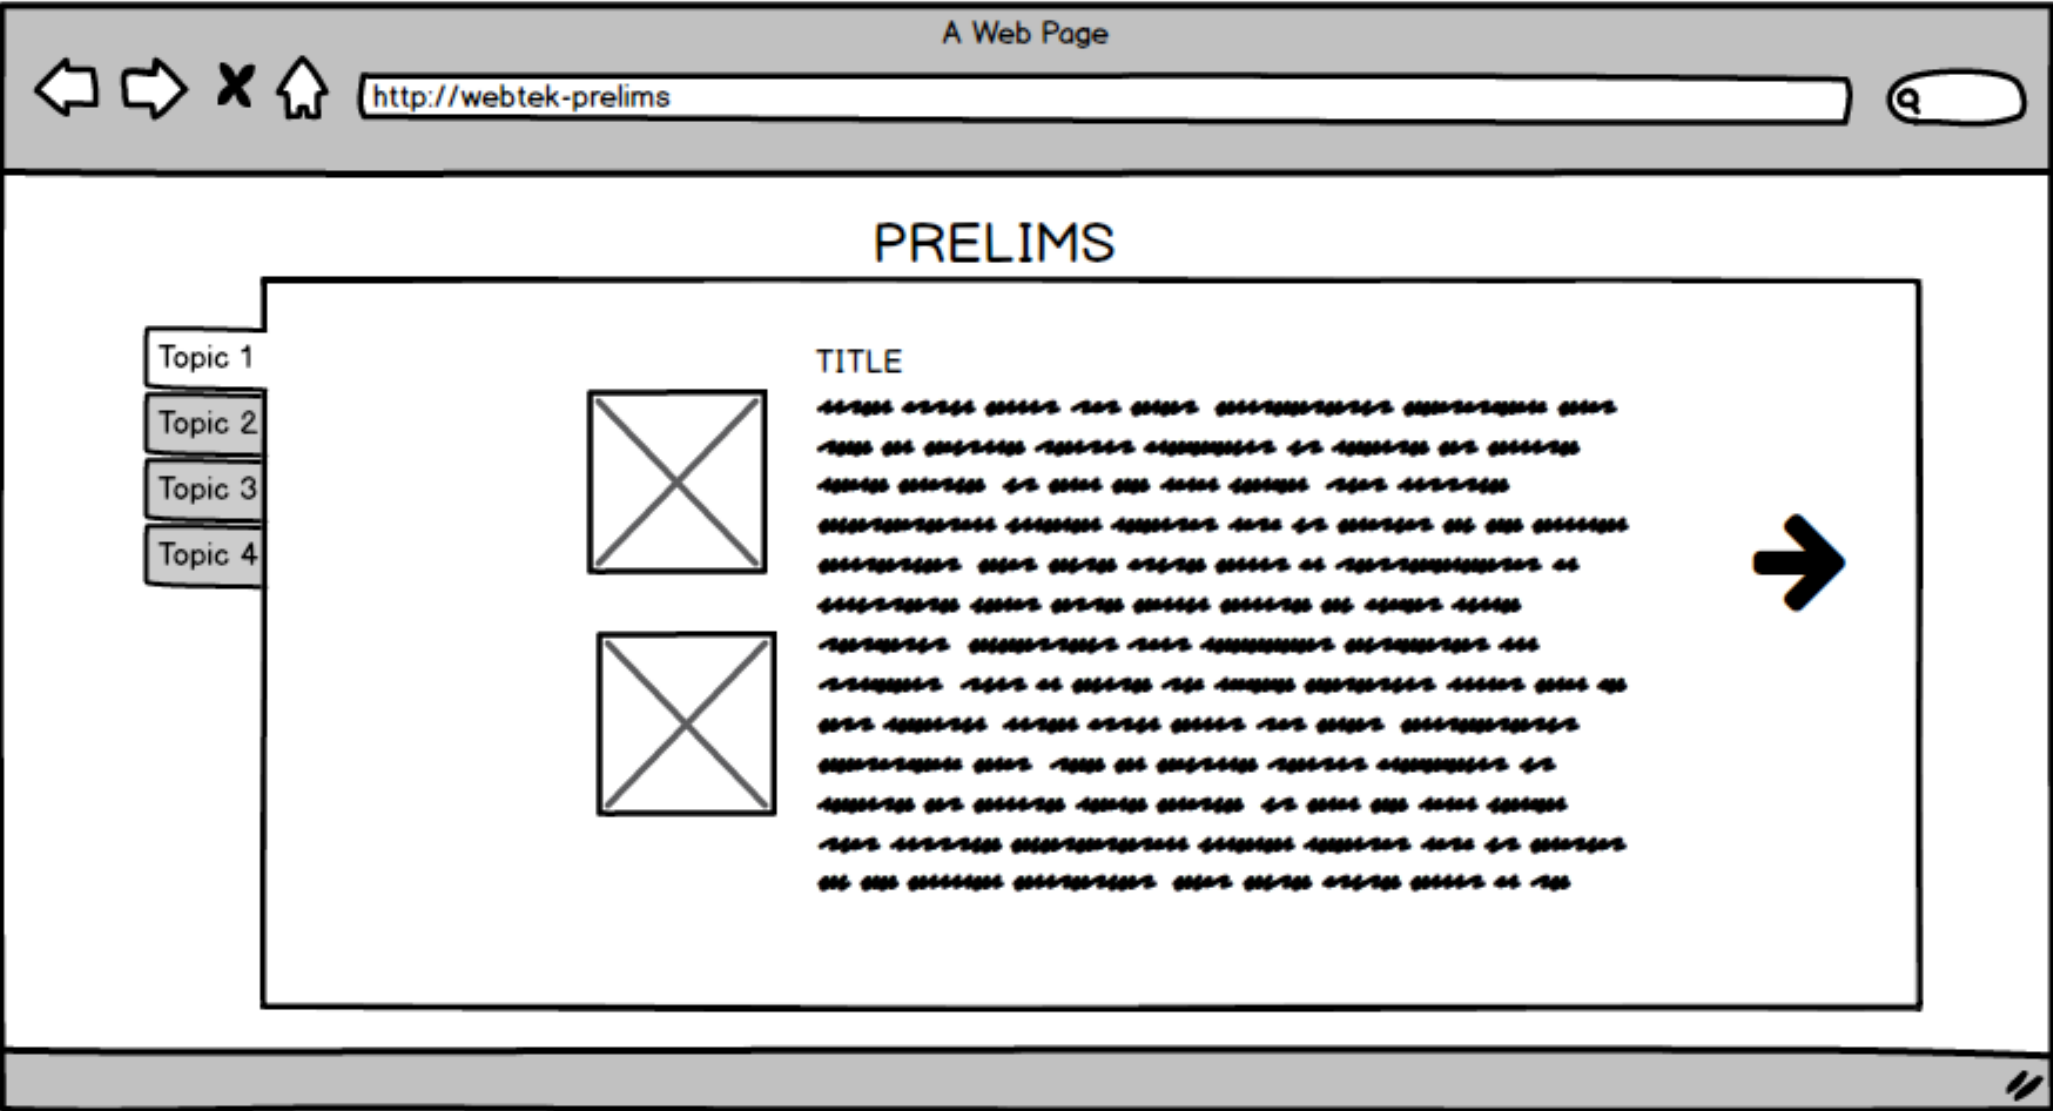 A Web Page
http://webtek-prelims
PRELIMS
Topic 1
Topic 2
Topic 3
Topic 4
TITLE